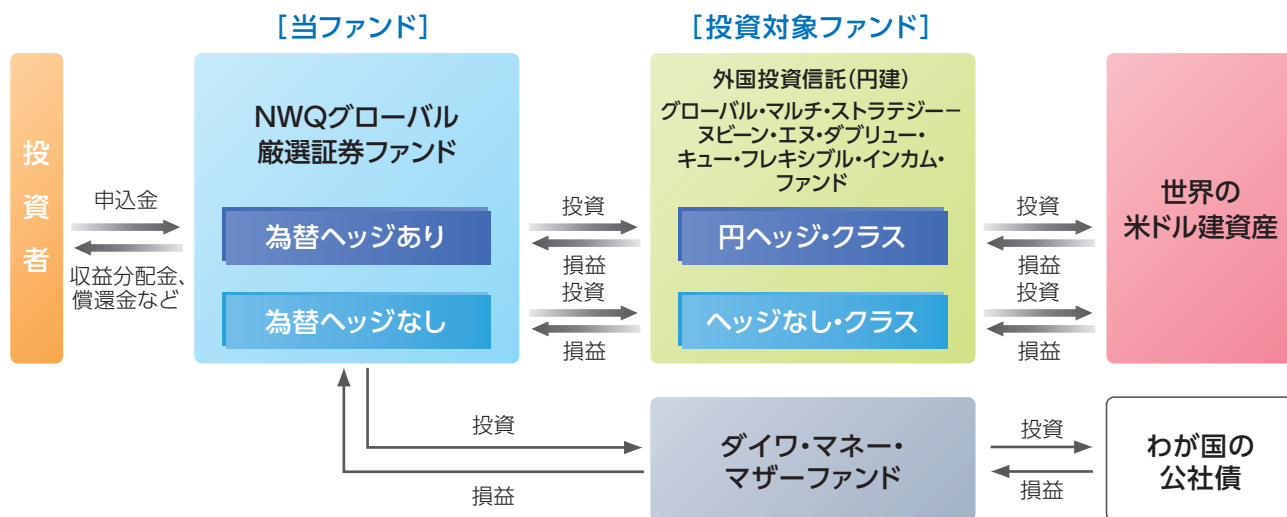 [当ファンド]
[投資対象ファンド]
投資者
申込金
収益分配金、
償還金など
NWQグローバル
厳選証券ファンド
為替ヘッジあり
為替ヘッジなし
投資
損益
投資
損益
外国投資信託(円建)
グローバル・マルチ・ストラテジー−
ヌビーン・エヌ・ダブリュー・
キュー・フレキシブル・インカム・
ファンド
円ヘッジ・クラス
ヘッジなし・クラス
投資
損益
投資
損益
世界の
米ドル建資産
投資
損益
ダイワ・マネー・
マザーファンド
投資
損益
わが国の
公社債